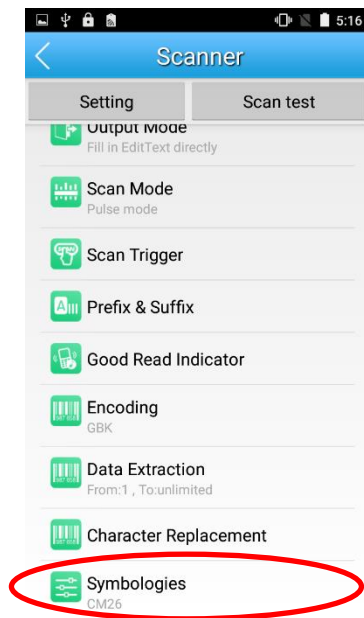 5:16
Scanner
Setting
Scan test
Output Mode
Fill in EditText directly
Scan Mode
Pulse mode
Scan Trigger
Prefix & Suffix
Good Read Indicator
Encoding
GBK
Data Extraction
From:1 , To:unlimited
Character Replacement
Symbologies
CM26